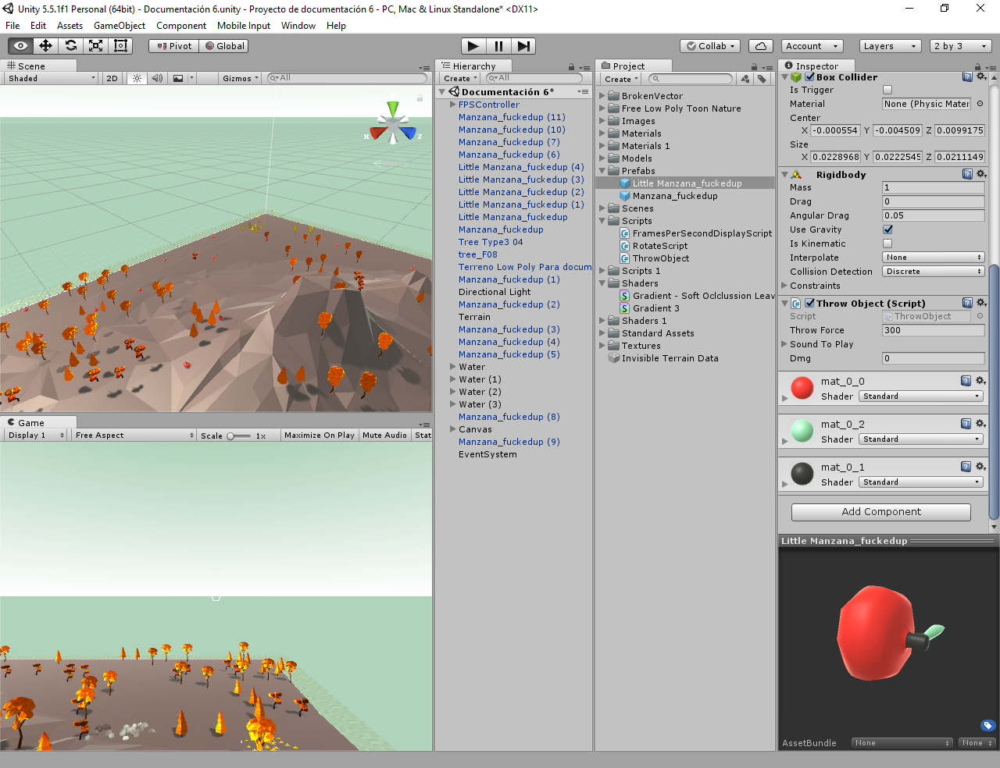 Unity 5.5.1f1 Personal (64bit) - Documentación 6.unity - Proyecto de documentación 6 - PC, Mac & Linux Standalone* <DX11>
File Edit Assets GameObject Component Mobile Input Window Help
Pivot Global Collab Account Layers 2 by 3
Scene
Shaded 2D Gizmos All
x z
Game
Display 1 Free Aspect Scale 1x Maximize On Play Mute Audio Stat
Hierarchy
Create All
Documentación 6*
FPSController
Manzana_fuckedup (11)
Manzana_fuckedup (10)
Manzana_fuckedup (7)
Manzana_fuckedup (6)
Little Manzana_fuckedup (4)
Little Manzana_fuckedup (3)
Little Manzana_fuckedup (2)
Little Manzana_fuckedup (1)
Little Manzana_fuckedup
Manzana_fuckedup
Tree Type3 04
tree_F08
Terreno Low Poly Para docum
Manzana_fuckedup (1)
Directional Light
Manzana_fuckedup (2)
Terrain
Manzana_fuckedup (3)
Manzana_fuckedup (4)
Manzana_fuckedup (5)
Water
Water (1)
Water (2)
Water (3)
Manzana_fuckedup (8)
Canvas
Manzana_fuckedup (9)
EventSystem
Project
Create
BrokenVector
Free Low Poly Toon Nature
Images
Materials
Materials 1
Models
Prefabs
Little Manzana_fuckedup
Manzana_fuckedup
Scenes
Scripts
FramesPerSecondDisplayScript
RotateScript
ThrowObject
Scripts 1
Shaders
Gradient - Soft Oclclussion Leav
Gradient 3
Shaders 1
Standard Assets
Textures
Invisible Terrain Data
Inspector
Box Collider
Is Trigger
Material None (Physic Mater
Center
X -0.000554 Y -0.004509 Z 0.0099175
Size
X 0.0228968 Y 0.0222545 Z 0.0211149
Rigidbody
Mass 1
Drag 0
Angular Drag 0.05
Use Gravity
Is Kinematic
Interpolate None
Collision Detection Discrete
Constraints
Throw Object (Script)
Script ThrowObject
Throw Force 300
Sound To Play
Dmg 0
mat_0_0
Shader Standard
mat_0_2
Shader Standard
mat_0_1
Shader Standard
Add Component
Little Manzana_fuckedup
AssetBundle None None